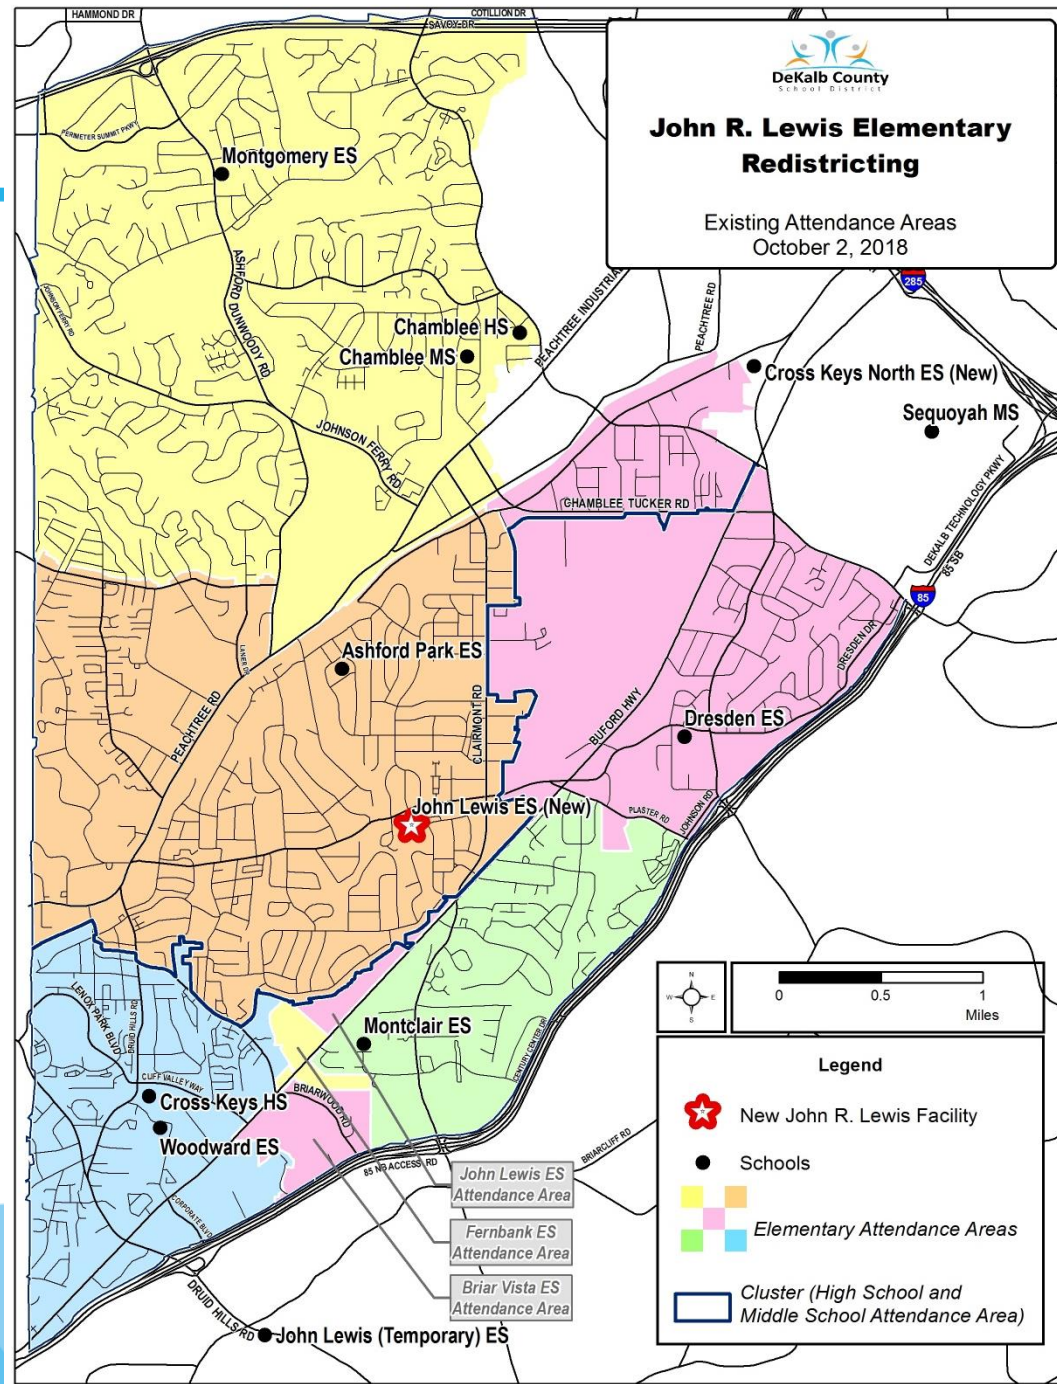 HAMMOND DR
COTILLION DR
SAVOY DR
DeKalb County
School District
John R. Lewis Elementary
Redistricting
Existing Attendance Areas
October 2, 2018
PERIMETER SUMMIT PKWY
Montgomery ES
ASHFORD DUNWOODY RD
JOHNSON FERRY RD
Chamblee HS
Chamblee MS
PEACHTREE INDUSTRIAL
PEACHTREE RD
285
Cross Keys North ES (New)
Sequoyah MS
JOHNSON FERRY RD
CHAMBLEE TUCKER RD
DEKALB TECHNOLOGY PKWY
85 SB
85
LANIER DR
Ashford Park ES
PEACHTREE RD
CLAIRMONT RD
BUFORD HWY
DRESDEN DR
Dresden ES
John Lewis ES (New)
PLASTER RD
JOHNSON RD
LENOX PARK BLVD
DRUID HILLS RD
Montclair ES
CENTURY CENTER DR
CLIFF VALLEY WAY
Cross Keys HS
Woodward ES
BRIARWOOD RD
85 NB ACCESS RD
BRIARCLIFF RD
CORPORATE BLVD
DRUID HILLS RD
John Lewis (Temporary) ES
John Lewis ES
Attendance Area
Fernbank ES
Attendance Area
Briar Vista ES
Attendance Area
N
W E
S
0 0.5 1
Miles
Legend
New John R. Lewis Facility
Schools
Elementary Attendance Areas
Cluster (High School and
Middle School Attendance Area)